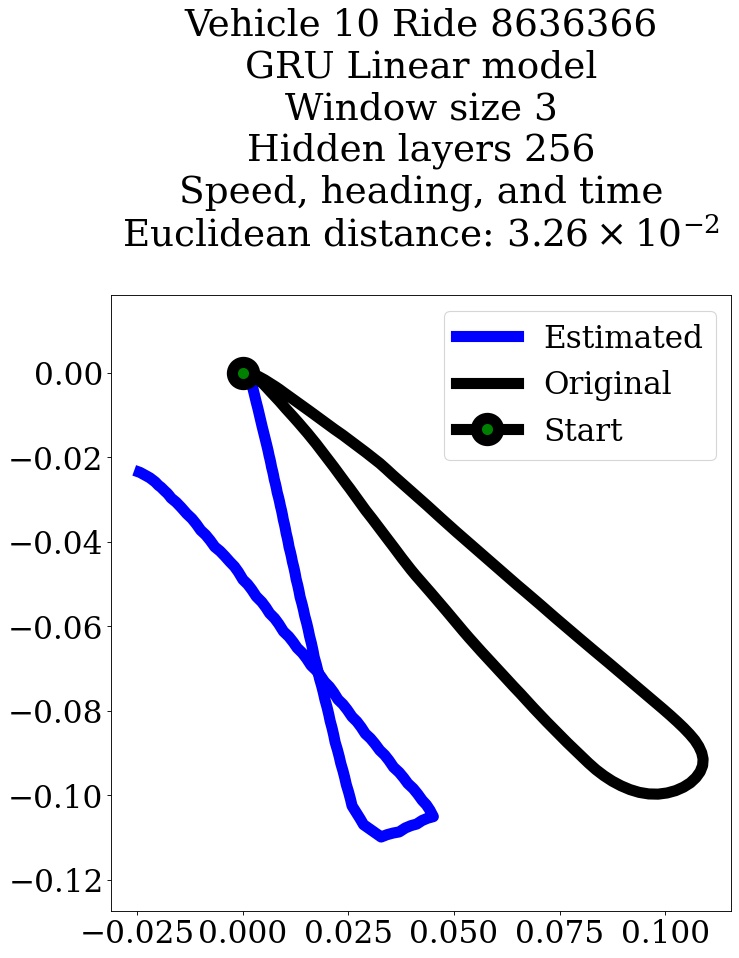 Vehicle 10 Ride 8636366
GRU Linear model
Window size 3
Hidden layers 256
Speed, heading, and time
Euclidean distance: 3.26 × 10⁻²
Estimated
Original
Start
0.00
−0.02
−0.04
−0.06
−0.08
−0.10
−0.12
−0.025 0.000 0.025 0.050 0.075 0.100